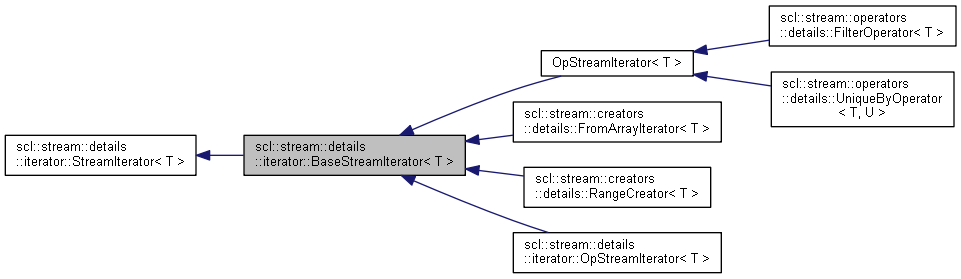 scl::stream::operators
::details::FilterOperator< T >
OpStreamIterator< T >
scl::stream::operators
::details::UniqueByOperator
< T, U >
scl::stream::creators
::details::FromArrayIterator< T >
scl::stream::details
::iterator::StreamIterator< T >
scl::stream::details
::iterator::BaseStreamIterator< T >
scl::stream::creators
::details::RangeCreator< T >
scl::stream::details
::iterator::OpStreamIterator< T >